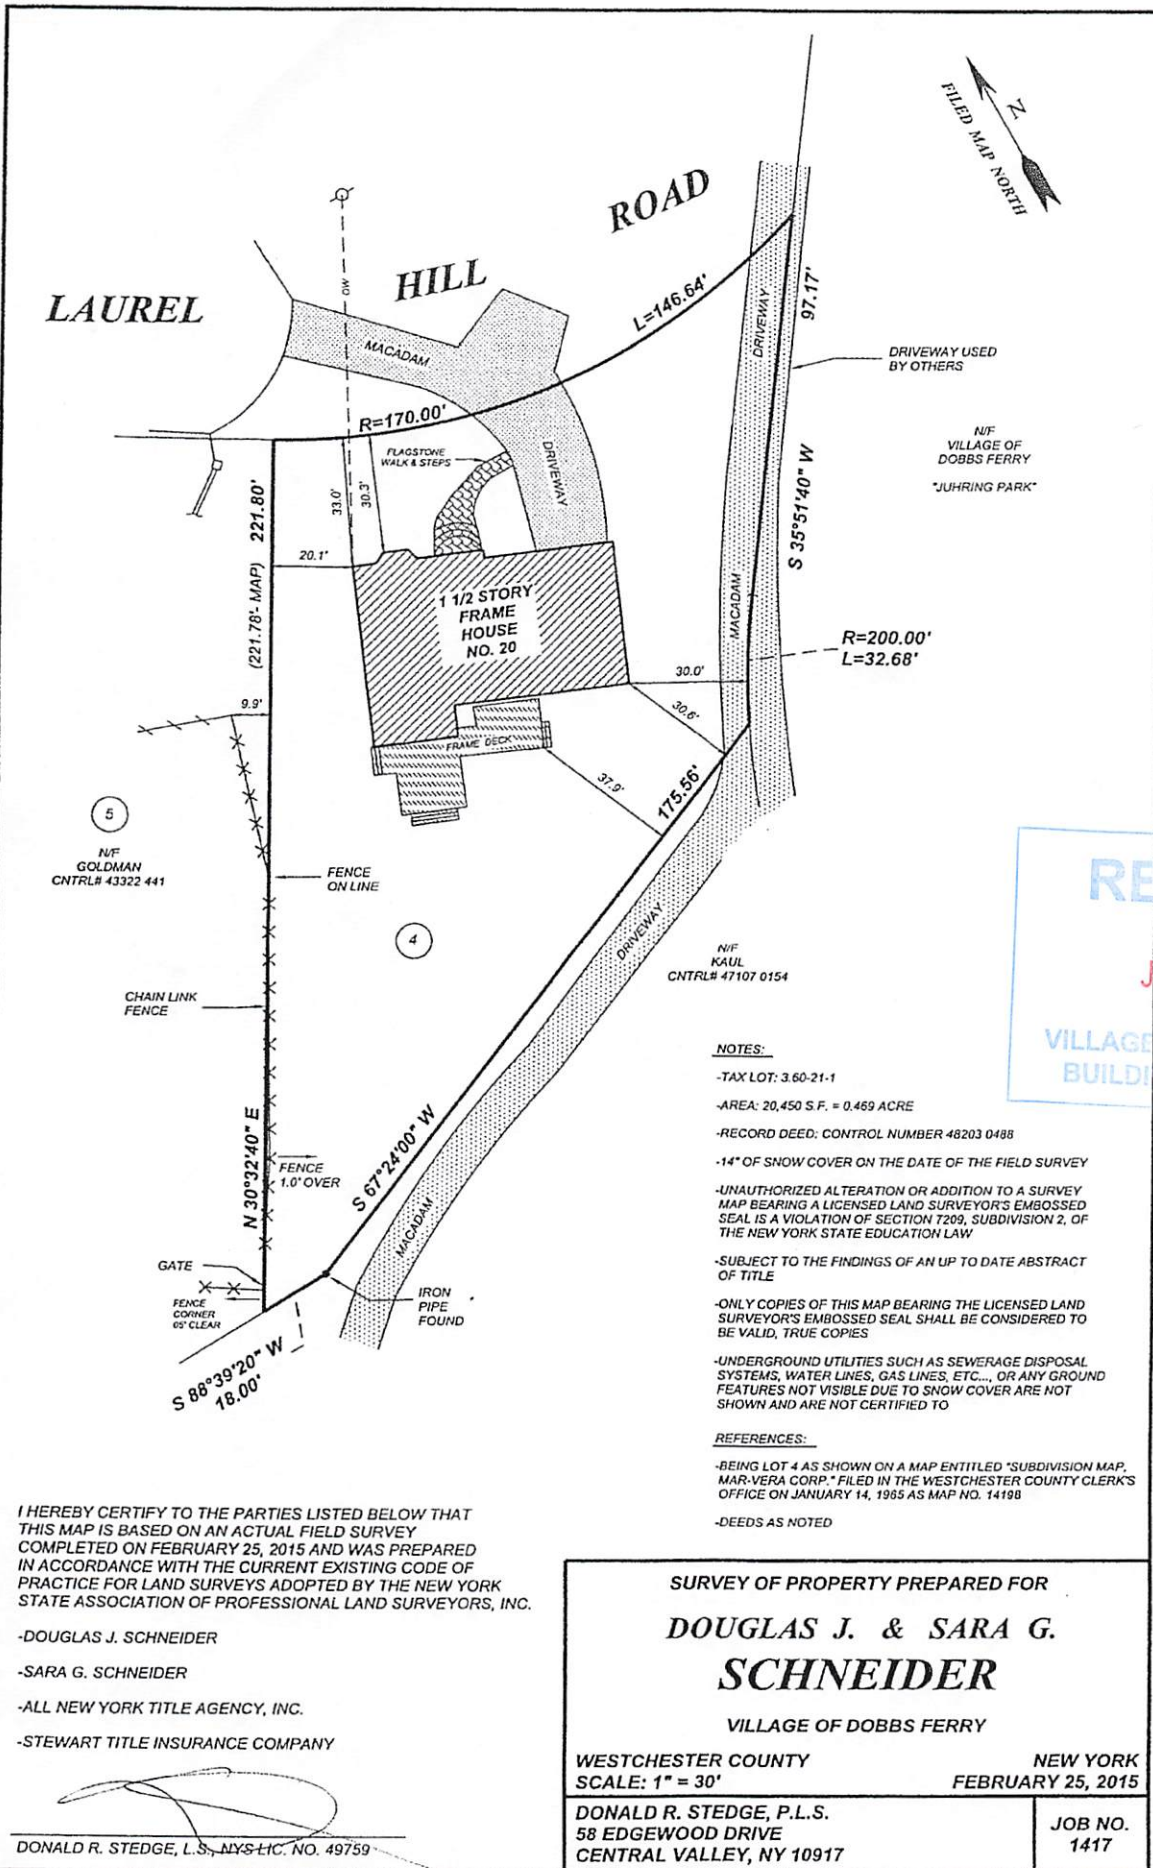 FILED MAP NORTH
N
LAUREL HILL ROAD
OW
MACADAM
L=146.64'
R=170.00'
DRIVEWAY
97.17'
DRIVEWAY USED
BY OTHERS
N/F
VILLAGE OF
DOBBS FERRY
"JUHRING PARK"
FLAGSTONE
WALK & STEPS
DRIVEWAY
33.0'
30.3'
(221.78'- MAP) 221.80'
20.1'
S 35°51'40" W
1 1/2 STORY
FRAME
HOUSE
NO. 20
MACADAM
R=200.00'
L=32.68'
30.0'
30.6'
9.9'
FRAME DECK
37.9'
175.56'
5
N/F
GOLDMAN
CNTRL# 43322 441
FENCE
ON LINE
4
DRIVEWAY
N/F
KAUL
CNTRL# 47107 0154
CHAIN LINK
FENCE
N 30°32'40" E
FENCE
1.0' OVER
S 67°24'00" W
MACADAM
GATE
FENCE
CORNER
05' CLEAR
IRON
PIPE
FOUND
S 88°39'20" W
18.00'
RE
J
VILLAGE
BUILDI
NOTES:
-TAX LOT: 3.60-21-1
-AREA: 20,450 S.F. = 0.469 ACRE
-RECORD DEED: CONTROL NUMBER 48203 0488
-14" OF SNOW COVER ON THE DATE OF THE FIELD SURVEY
-UNAUTHORIZED ALTERATION OR ADDITION TO A SURVEY
MAP BEARING A LICENSED LAND SURVEYOR'S EMBOSSED
SEAL IS A VIOLATION OF SECTION 7209, SUBDIVISION 2, OF
THE NEW YORK STATE EDUCATION LAW
-SUBJECT TO THE FINDINGS OF AN UP TO DATE ABSTRACT
OF TITLE
-ONLY COPIES OF THIS MAP BEARING THE LICENSED LAND
SURVEYOR'S EMBOSSED SEAL SHALL BE CONSIDERED TO
BE VALID, TRUE COPIES
-UNDERGROUND UTILITIES SUCH AS SEWERAGE DISPOSAL
SYSTEMS, WATER LINES, GAS LINES, ETC..., OR ANY GROUND
FEATURES NOT VISIBLE DUE TO SNOW COVER ARE NOT
SHOWN AND ARE NOT CERTIFIED TO
REFERENCES:
-BEING LOT 4 AS SHOWN ON A MAP ENTITLED "SUBDIVISION MAP,
MAR-VERA CORP." FILED IN THE WESTCHESTER COUNTY CLERK'S
OFFICE ON JANUARY 14, 1965 AS MAP NO. 14198
-DEEDS AS NOTED
I HEREBY CERTIFY TO THE PARTIES LISTED BELOW THAT
THIS MAP IS BASED ON AN ACTUAL FIELD SURVEY
COMPLETED ON FEBRUARY 25, 2015 AND WAS PREPARED
IN ACCORDANCE WITH THE CURRENT EXISTING CODE OF
PRACTICE FOR LAND SURVEYS ADOPTED BY THE NEW YORK
STATE ASSOCIATION OF PROFESSIONAL LAND SURVEYORS, INC.
-DOUGLAS J. SCHNEIDER
-SARA G. SCHNEIDER
-ALL NEW YORK TITLE AGENCY, INC.
-STEWART TITLE INSURANCE COMPANY
DONALD R. STEDGE, L.S., NYS LIC. NO. 49759
SURVEY OF PROPERTY PREPARED FOR
DOUGLAS J. & SARA G.
SCHNEIDER
VILLAGE OF DOBBS FERRY
WESTCHESTER COUNTY NEW YORK
SCALE: 1" = 30' FEBRUARY 25, 2015
DONALD R. STEDGE, P.L.S.
58 EDGEWOOD DRIVE
CENTRAL VALLEY, NY 10917
JOB NO.
1417